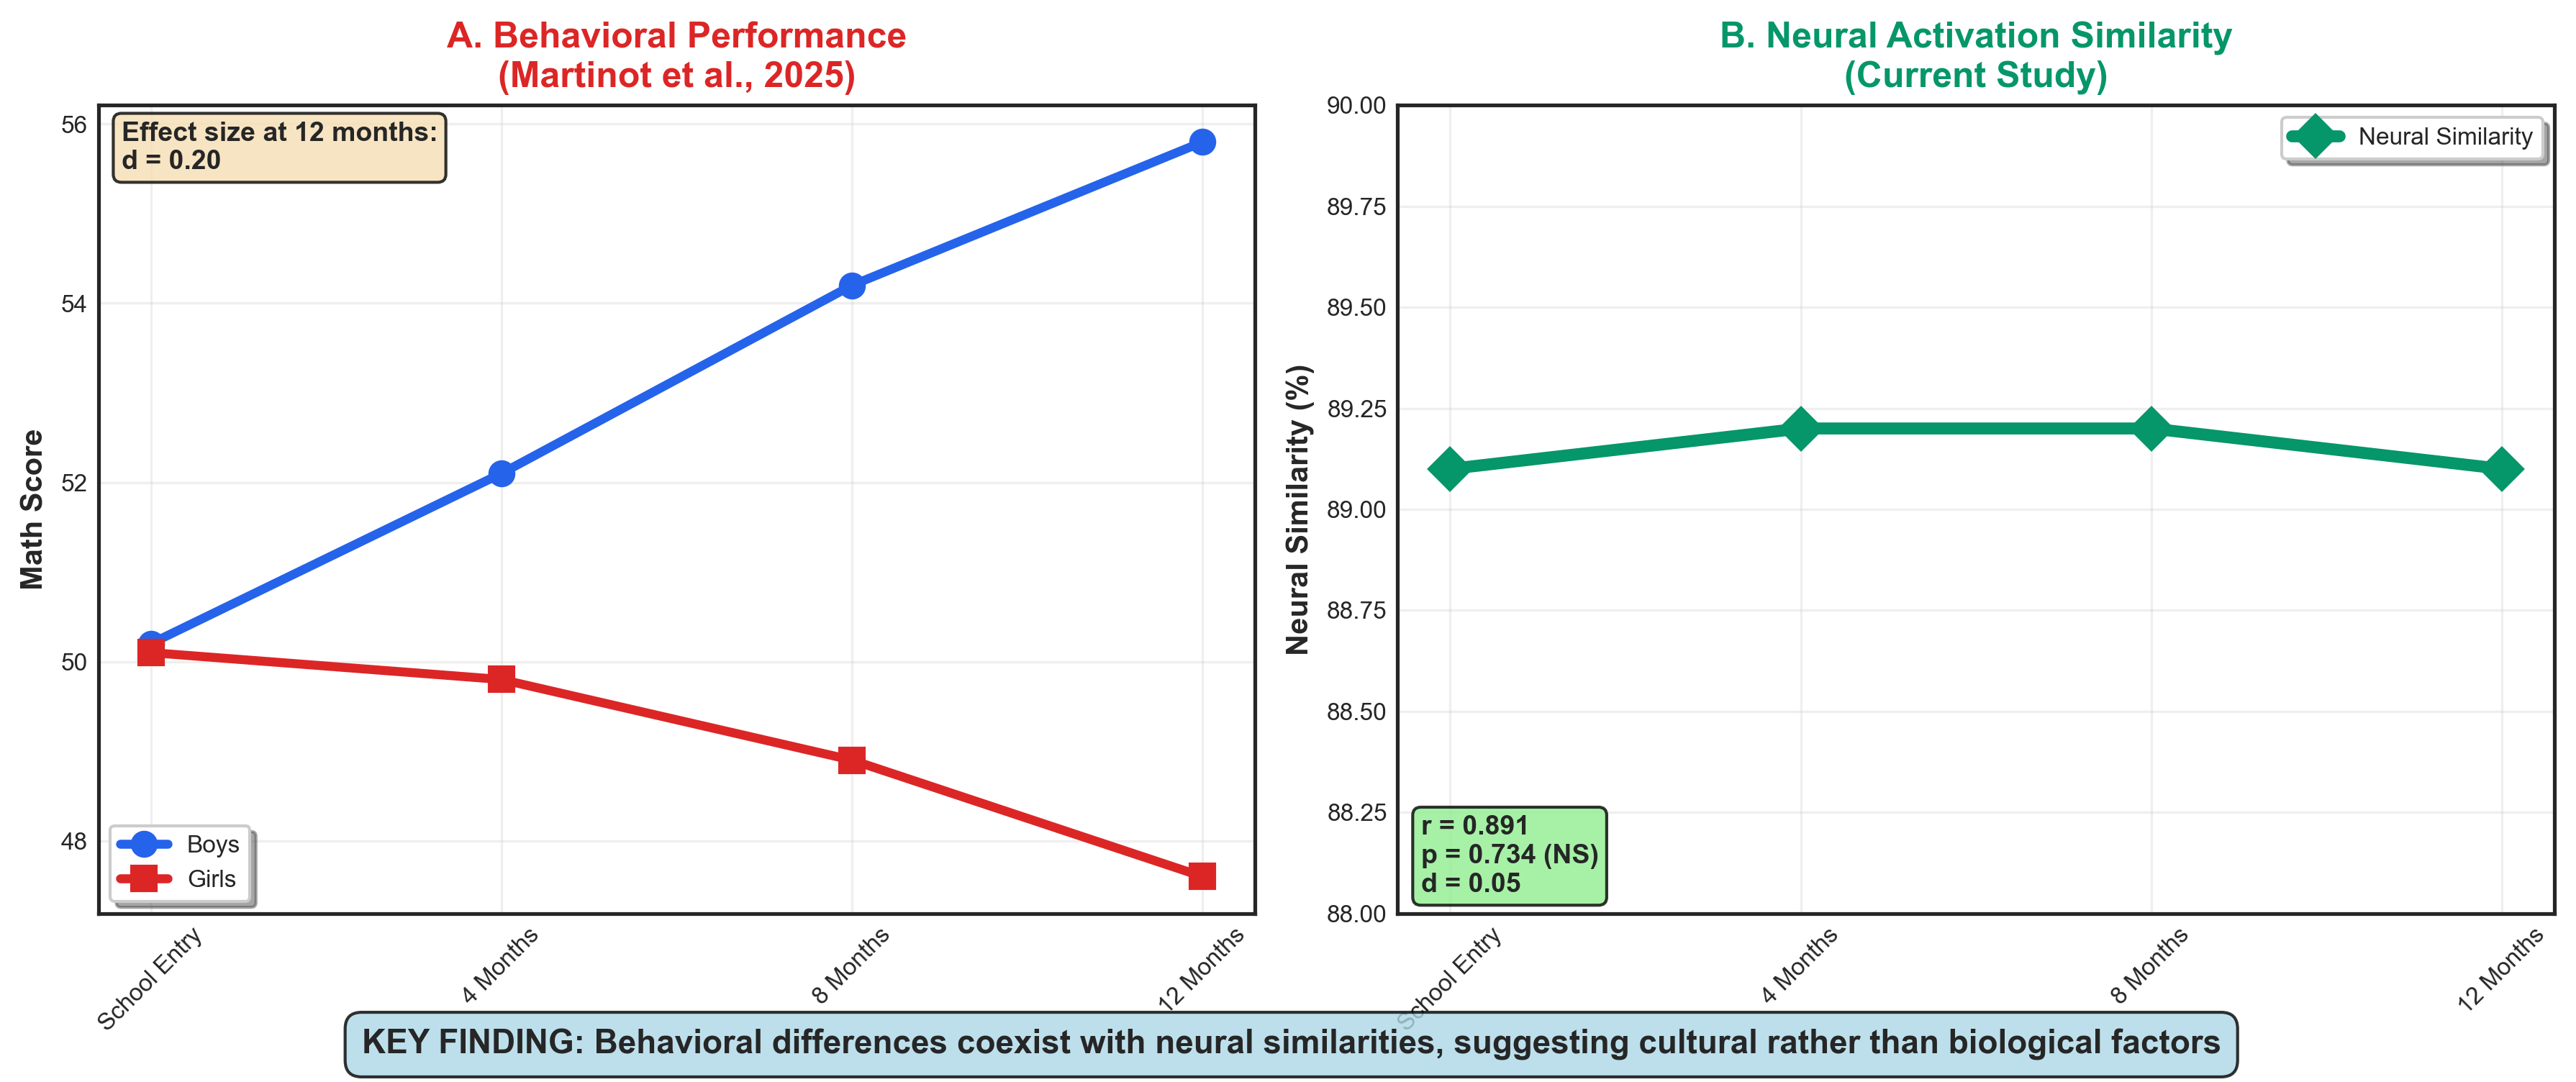 A. Behavioral Performance
(Martinot et al., 2025)
Effect size at 12 months:
d = 0.20
56
54
52
50
48
Math Score
Boys
Girls
School Entry
4 Months
8 Months
12 Months
B. Neural Activation Similarity
(Current Study)
Neural Similarity
90.00
89.75
89.50
89.25
89.00
88.75
88.50
88.25
88.00
Neural Similarity (%)
r = 0.891
p = 0.734 (NS)
d = 0.05
School Entry
4 Months
8 Months
12 Months
KEY FINDING: Behavioral differences coexist with neural similarities, suggesting cultural rather than biological factors